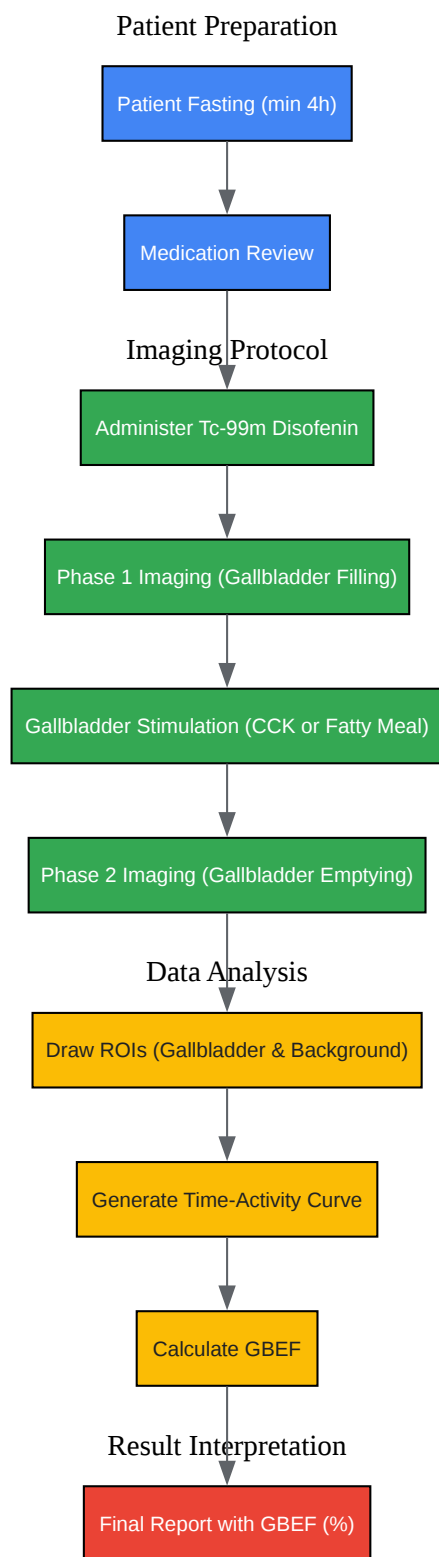 Patient Preparation
Patient Fasting (min 4h)
Medication Review
Imaging Protocol
Administer Tc-99m Disofenin
Phase 1 Imaging (Gallbladder Filling)
Gallbladder Stimulation (CCK or Fatty Meal)
Phase 2 Imaging (Gallbladder Emptying)
Data Analysis
Draw ROIs (Gallbladder & Background)
Generate Time-Activity Curve
Calculate GBEF
Result Interpretation
Final Report with GBEF (%)